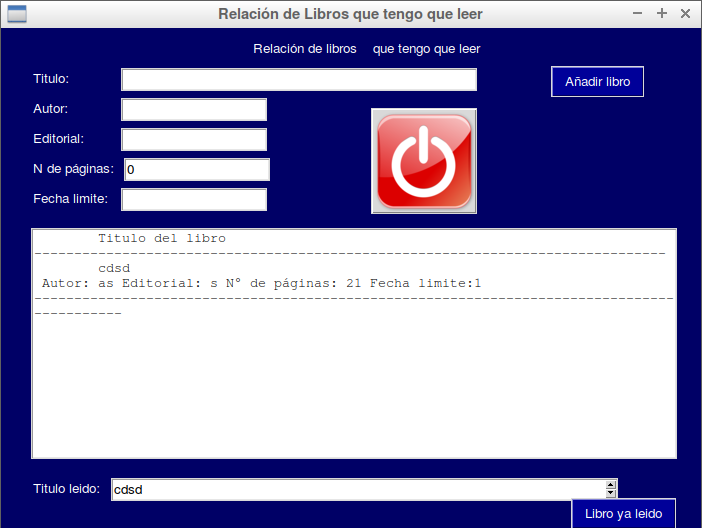 Relación de Libros que tengo que leer
Relación de libros que tengo que leer
Titulo:
Añadir libro
Autor:
Editorial:
N de páginas: 0
Fecha limite:
Titulo del libro
-------------------------------------------------------------------------------
cdsd
Autor: as Editorial: s Nº de páginas: 21 Fecha limite:1
--------------------------------------------------------------------------------
-----------
Titulo leido: cdsd
Libro ya leido